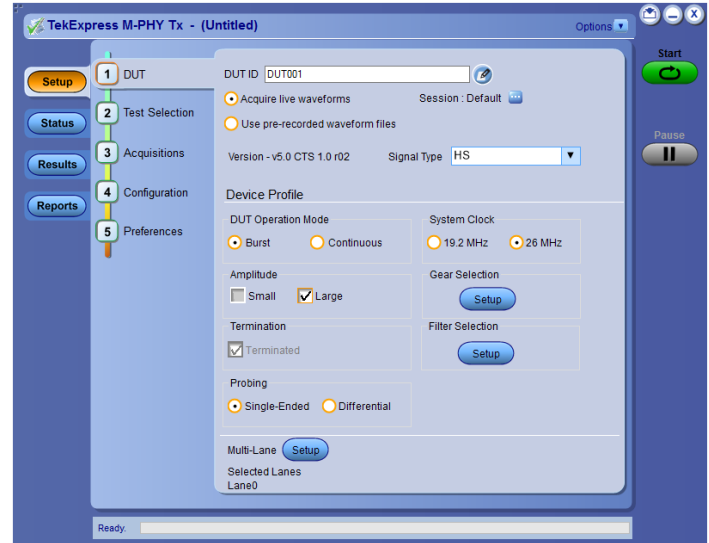 TekExpress M-PHY Tx - (Untitled)
Options
Start
Pause
Setup
Status
Results
Reports
1 DUT
2 Test Selection
3 Acquisitions
4 Configuration
5 Preferences
DUT ID DUT001
Acquire live waveforms Session : Default
Use pre-recorded waveform files
Version - v5.0 CTS 1.0 r02 Signal Type HS
Device Profile
DUT Operation Mode System Clock
Burst Continuous 19.2 MHz 26 MHz
Amplitude Gear Selection
Small Large Setup
Termination Filter Selection
Terminated Setup
Probing
Single-Ended Differential
Multi-Lane Setup
Selected Lanes
Lane0
Ready.